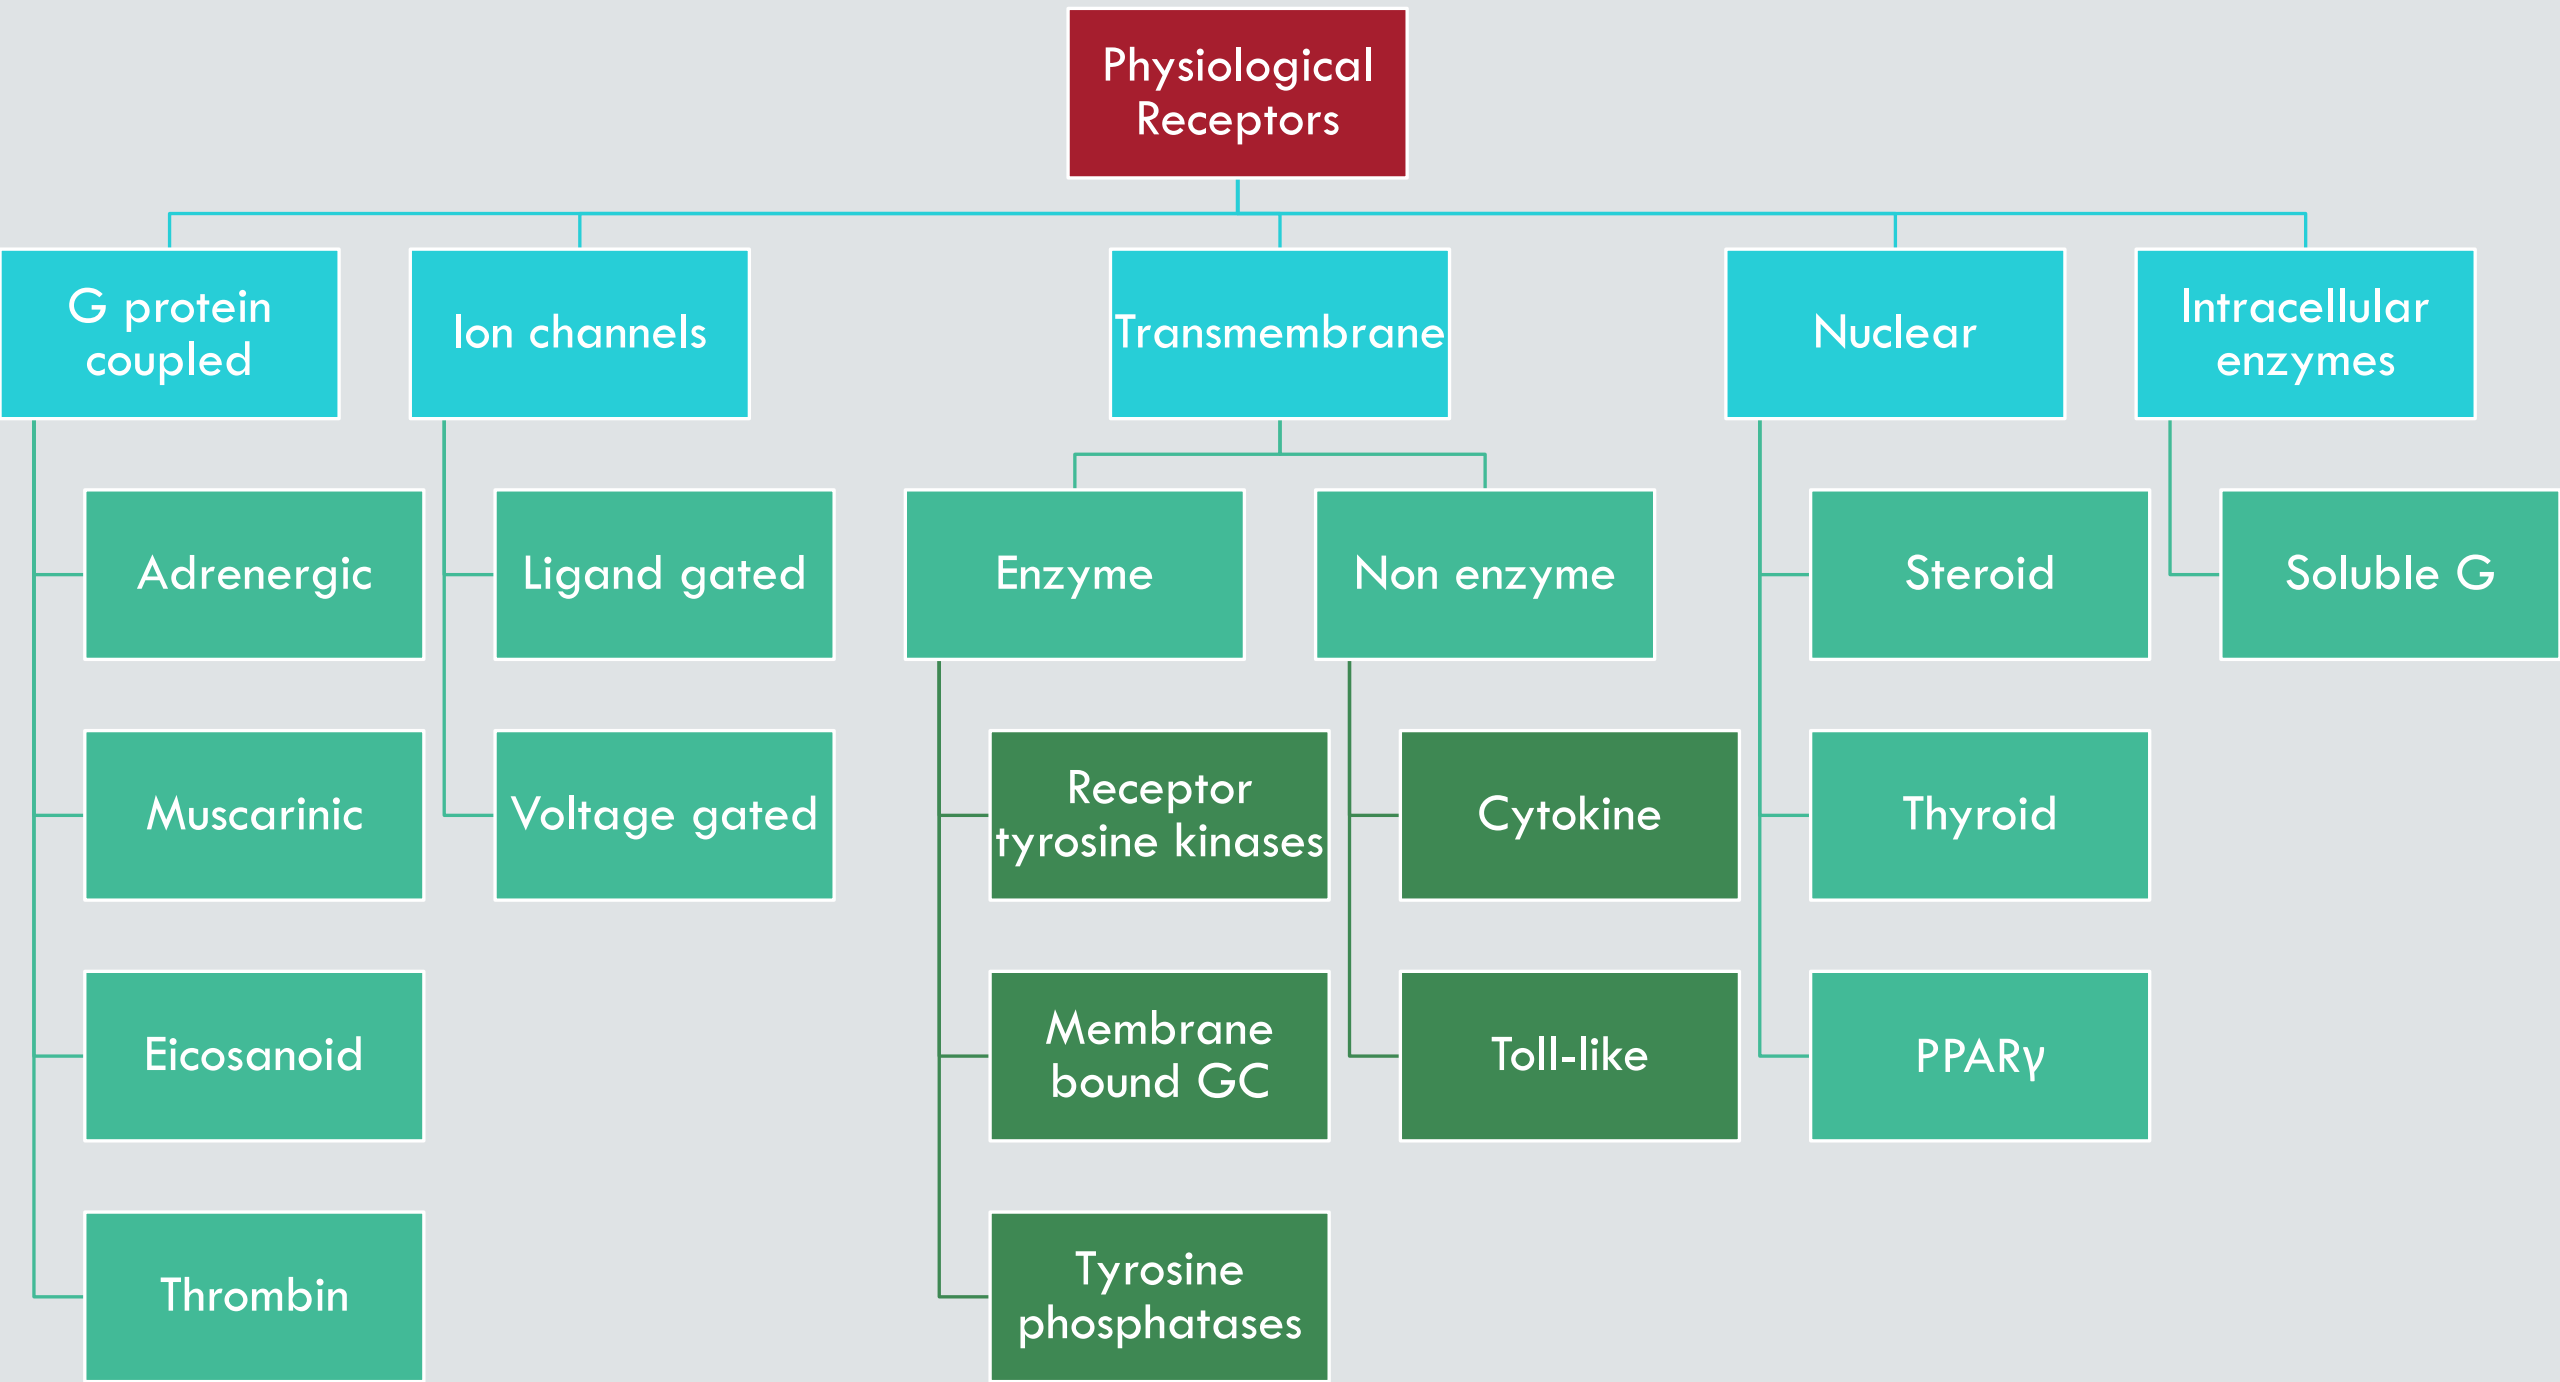 Physiological
Receptors
G protein
coupled
Ion channels
Transmembrane
Nuclear
Intracellular
enzymes
Adrenergic
Ligand gated
Enzyme
Non enzyme
Steroid
Soluble G
Muscarinic
Voltage gated
Receptor
tyrosine kinases
Cytokine
Thyroid
Eicosanoid
Membrane
bound GC
Toll-like
PPARγ
Thrombin
Tyrosine
phosphatases